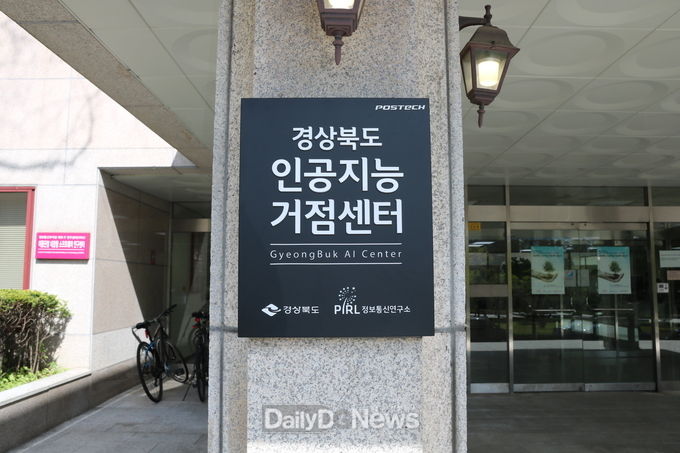 POSTECH
경상북도
인공지능
거점센터
GyeongBuk AI Center
경상북도 PIRL 정보통신연구소
DailyD&News